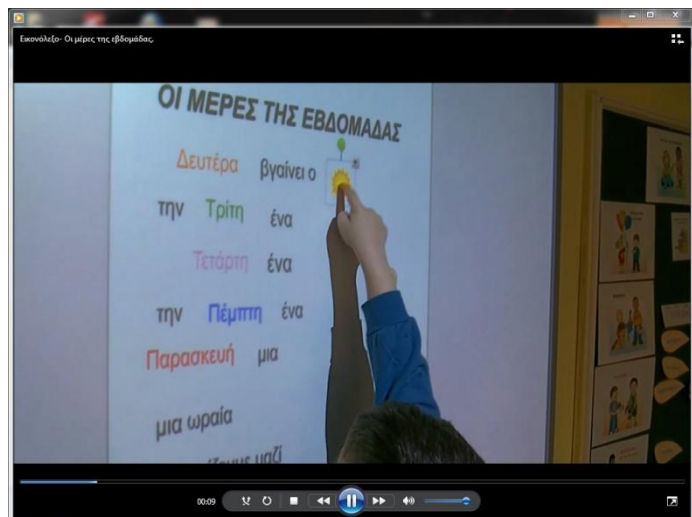 Εικονόλεξο- Οι μέρες της εβδομάδας.
ΟΙ ΜΕΡΕΣ ΤΗΣ ΕΒΔΟΜΑΔΑΣ
Δευτέρα βγαίνει ο
την Τρίτη ένα
Τετάρτη ένα
την Πέμπτη ένα
Παρασκευή μια
μια ωραία
μαζί
00:09